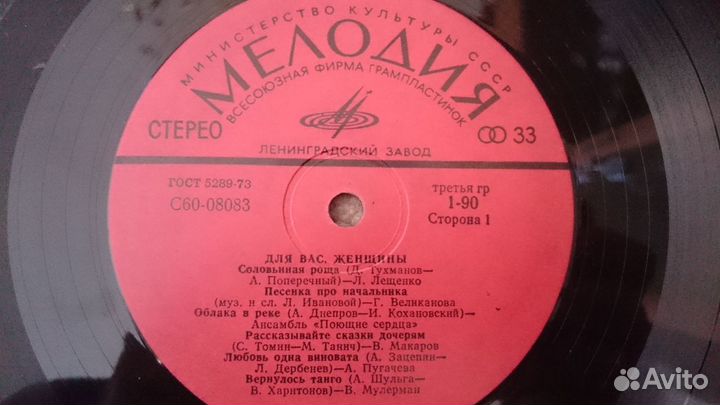 МИНИСТЕРСТВО КУЛЬТУРЫ СССР
МЕЛОДИЯ
ВСЕСОЮЗНАЯ ФИРМА ГРАМПЛАСТИНОК
СТЕРЕО
33
ЛЕНИНГРАДСКИЙ ЗАВОД
ГОСТ 5289-73
С60-08083
третья гр
1-90
Сторона 1
ДЛЯ ВАС, ЖЕНЩИНЫ
Соловьиная роща (Д. Тухманов—
А. Поперечный)—Л. Лещенко
Песенка про начальника
(муз. и сл. Л. Ивановой)—Г. Великанова
Облака в реке (А. Днепров—И. Кохановский)—
Ансамбль «Поющие сердца»
Рассказывайте сказки дочерям
(С. Томин—М. Танич)—В. Макаров
Любовь одна виновата (А. Зацепин—
Л. Дербенев)—А. Пугачева
Вернулось танго (А. Шульга—
В. Харитонов)—В. Мулерман
Avito